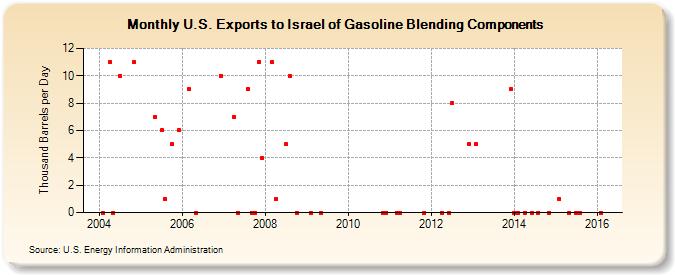 Monthly U.S. Exports to Israel of Gasoline Blending Components
Thousand Barrels per Day
12
10
8
6
4
2
0
2004 2006 2008 2010 2012 2014 2016
Source: U.S. Energy Information Administration